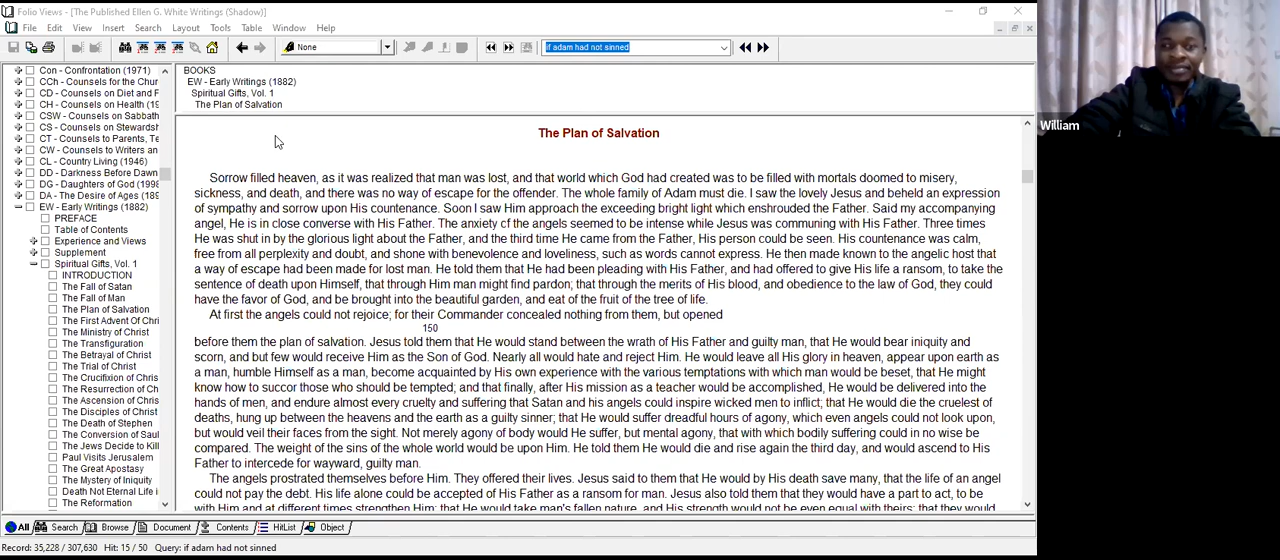 Folio Views - [The Published Ellen G. White Writings (Shadow)]
File Edit View Insert Search Layout Tools Table Window Help
None if adam had not sinned
Con - Confrontation (1971)
CCh - Counsels for the Chur
CD - Counsels on Diet and F
CH - Counsels on Health (19
CSW - Counsels on Sabbath
CS - Counsels on Stewardsh
CT - Counsels to Parents, Te
CW - Counsels to Writers an
CL - Country Living (1946)
DD - Darkness Before Dawn
DG - Daughters of God (1998
DA - The Desire of Ages (189
EW - Early Writings (1882)
PREFACE
Table of Contents
Experience and Views
Supplement
Spiritual Gifts, Vol. 1
INTRODUCTION
The Fall of Satan
The Fall of Man
The Plan of Salvation
The First Advent Of Chri
The Ministry of Christ
The Transfiguration
The Betrayal of Christ
The Trial of Christ
The Crucifixion of Chris
The Resurrection of Ch
The Ascension of Christ
The Disciples of Christ
The Death of Stephen
The Conversion of Saul
The Jews Decide to Kill
Paul Visits Jerusalem
The Great Apostasy
The Mystery of Iniquity
Death Not Eternal Life i
The Reformation
BOOKS
EW - Early Writings (1882)
Spiritual Gifts, Vol. 1
The Plan of Salvation
The Plan of Salvation
Sorrow filled heaven, as it was realized that man was lost, and that world which God had created was to be filled with mortals doomed to misery,
sickness, and death, and there was no way of escape for the offender. The whole family of Adam must die. I saw the lovely Jesus and beheld an expression
of sympathy and sorrow upon His countenance. Soon I saw Him approach the exceeding bright light which enshrouded the Father. Said my accompanying
angel, He is in close converse with His Father. The anxiety of the angels seemed to be intense while Jesus was communing with His Father. Three times
He was shut in by the glorious light about the Father, and the third time He came from the Father, His person could be seen. His countenance was calm,
free from all perplexity and doubt, and shone with benevolence and loveliness, such as words cannot express. He then made known to the angelic host that
a way of escape had been made for lost man. He told them that He had been pleading with His Father, and had offered to give His life a ransom, to take the
sentence of death upon Himself, that through Him man might find pardon; that through the merits of His blood, and obedience to the law of God, they could
have the favor of God, and be brought into the beautiful garden, and eat of the fruit of the tree of life.
At first the angels could not rejoice; for their Commander concealed nothing from them, but opened
150
before them the plan of salvation. Jesus told them that He would stand between the wrath of His Father and guilty man, that He would bear iniquity and
scorn, and but few would receive Him as the Son of God. Nearly all would hate and reject Him. He would leave all His glory in heaven, appear upon earth as
a man, humble Himself as a man, become acquainted by His own experience with the various temptations with which man would be beset, that He might
know how to succor those who should be tempted; and that finally, after His mission as a teacher would be accomplished, He would be delivered into the
hands of men, and endure almost every cruelty and suffering that Satan and his angels could inspire wicked men to inflict; that He would die the cruelest of
deaths, hung up between the heavens and the earth as a guilty sinner; that He would suffer dreadful hours of agony, which even angels could not look upon,
but would veil their faces from the sight. Not merely agony of body would He suffer, but mental agony, that with which bodily suffering could in no wise be
compared. The weight of the sins of the whole world would be upon Him. He told them He would die and rise again the third day, and would ascend to His
Father to intercede for wayward, guilty man.
The angels prostrated themselves before Him. They offered their lives. Jesus said to them that He would by His death save many, that the life of an angel
could not pay the debt. His life alone could be accepted of His Father as a ransom for man. Jesus also told them that they would have a part to act, to be
with Him and at different times strengthen Him; that He would take man's fallen nature, and His strength would not be even equal with theirs; that they would
All Search Browse Document Contents HitList Object
Record: 35,228 / 307,630 Hit: 15 / 50 Query: if adam had not sinned
William